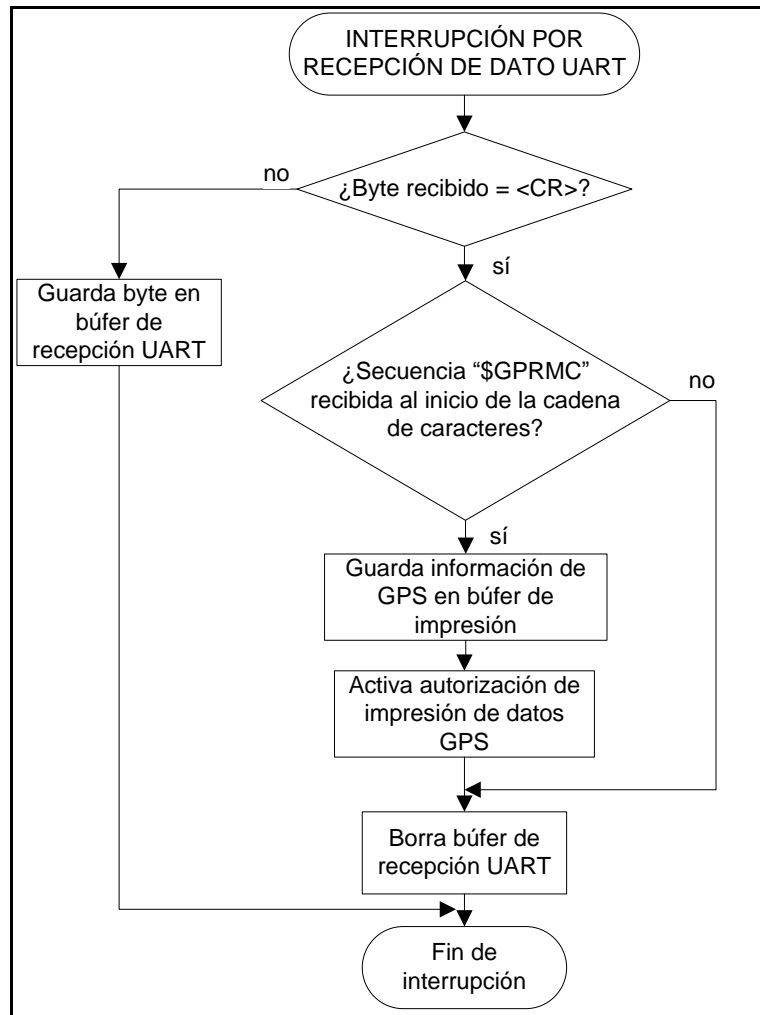 INTERRUPCIÓN POR
RECEPCIÓN DE DATO UART
no
¿Byte recibido = <CR>?
sí
Guarda byte en
búfer de
recepción UART
¿Secuencia “$GPRMC”
recibida al inicio de la cadena
de caracteres?
no
sí
Guarda información de
GPS en búfer de
impresión
Activa autorización de
impresión de datos
GPS
Borra búfer de
recepción UART
Fin de
interrupción